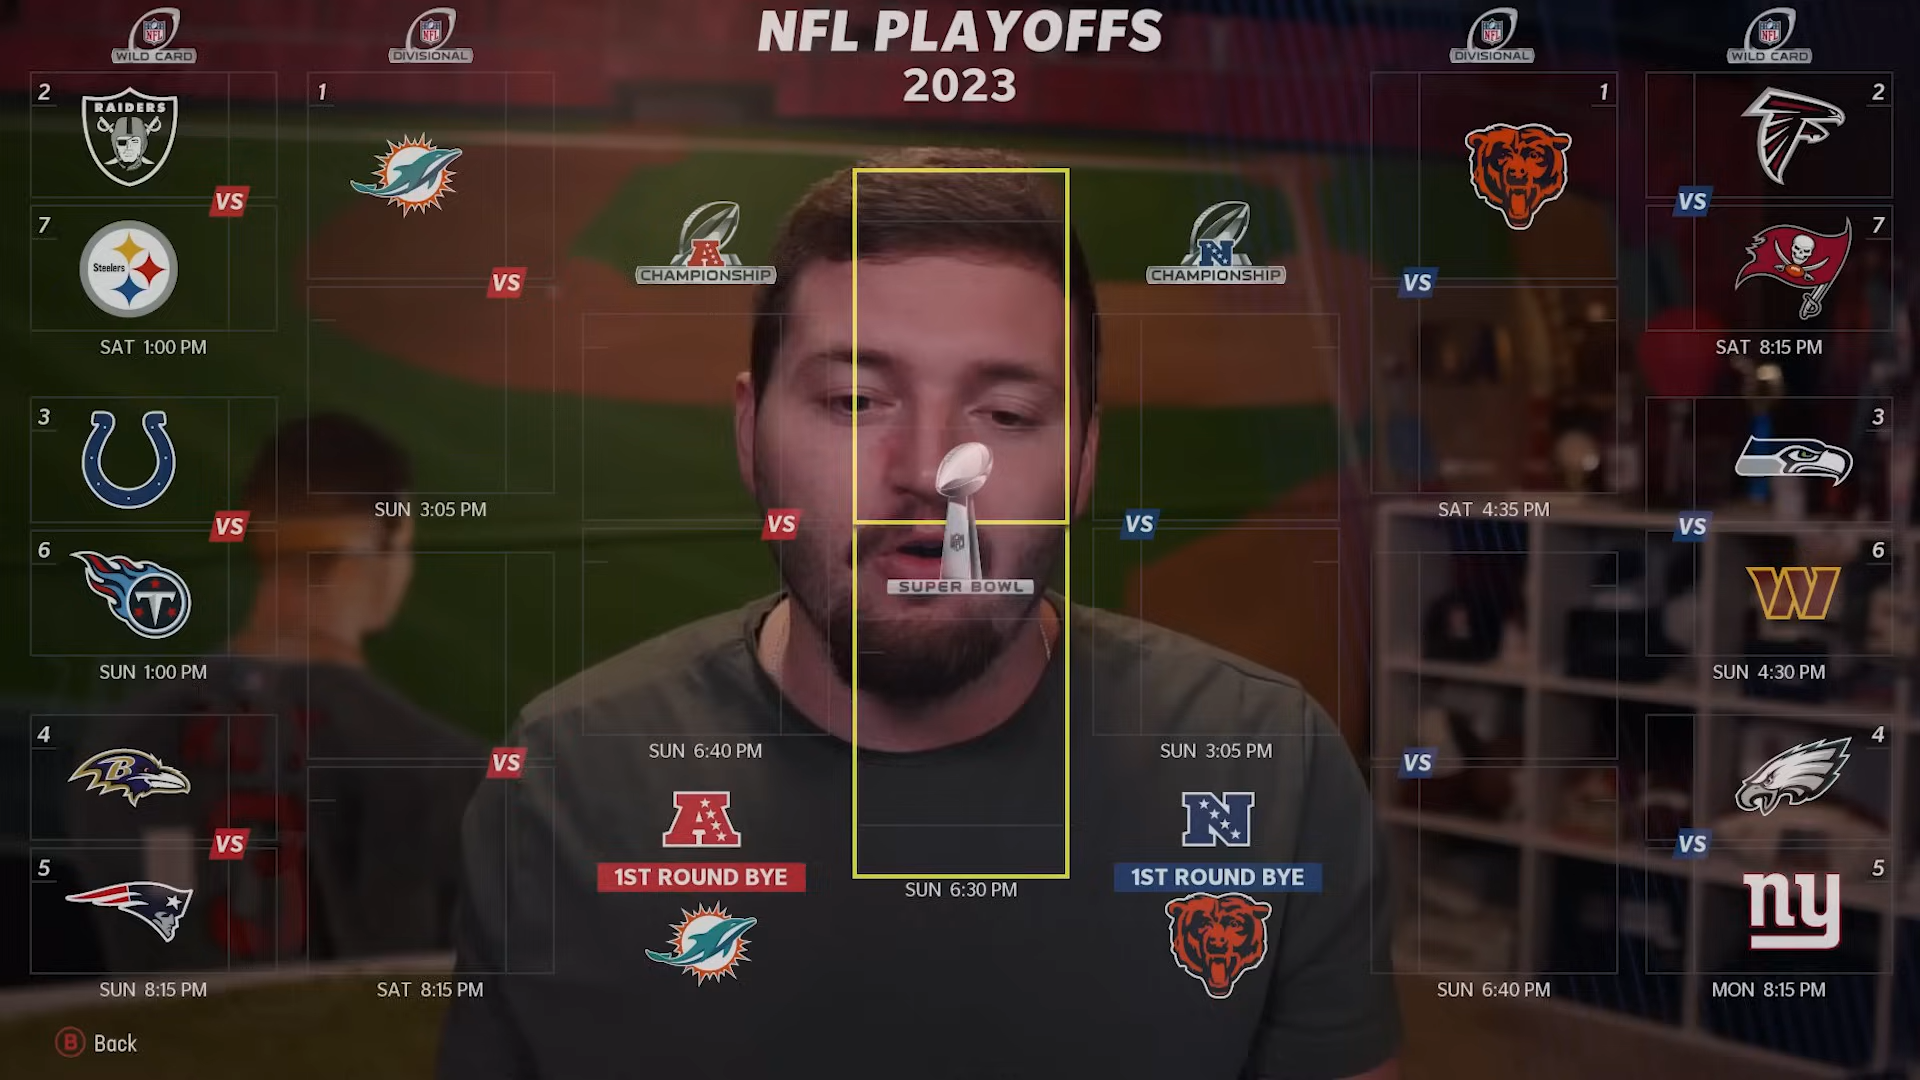 NFL PLAYOFFS
2023
NFL
WILD CARD
2
RAIDERS
VS
7
Steelers
SAT 1:00 PM
3
VS
6
T
SUN 1:00 PM
4
B
VS
5
SUN 8:15 PM
NFL
DIVISIONAL
1
VS
SUN 3:05 PM
VS
SAT 8:15 PM
A
CHAMPIONSHIP
VS
SUN 6:40 PM
A
1ST ROUND BYE
NFL
SUPER BOWL
SUN 6:30 PM
N
CHAMPIONSHIP
VS
SUN 3:05 PM
N
1ST ROUND BYE
NFL
DIVISIONAL
1
VS
SAT 4:35 PM
VS
SUN 6:40 PM
NFL
WILD CARD
2
VS
7
SAT 8:15 PM
3
VS
6
W
SUN 4:30 PM
4
VS
5
ny
MON 8:15 PM
B Back